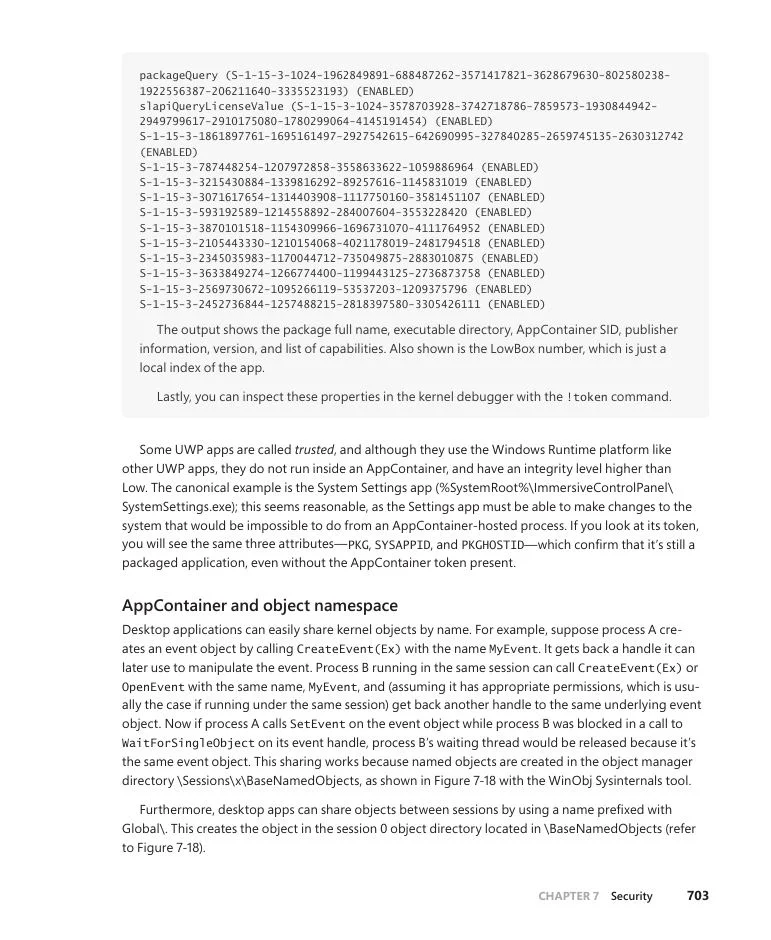 packageQuery (S-1-15-3-1024-1962849891-688487262-3571417821-3628679630-802580238-
1922556387-206211640-3335523193) (ENABLED)
slapiQueryLicenseValue (S-1-15-3-1024-3578703928-3742718786-7859573-1930844942-
2949799617-2910175080-1780299064-4145191454) (ENABLED)
S-1-15-3-1861897761-1695161497-2927542615-642690995-327840285-2659745135-2630312742
(ENABLED)
S-1-15-3-787448254-1207972858-3558633622-1059886964 (ENABLED)
S-1-15-3-3215430884-1339816292-89257616-1145831019 (ENABLED)
S-1-15-3-3071617654-1314403908-1117750160-3581451107 (ENABLED)
S-1-15-3-593192589-1214558892-284007604-3553228420 (ENABLED)
S-1-15-3-3870101518-1154309966-1696731070-4111764952 (ENABLED)
S-1-15-3-2105443330-1210154068-4021178019-2481794518 (ENABLED)
S-1-15-3-2345035983-1170044712-735049875-2883010875 (ENABLED)
S-1-15-3-3633849274-1266774400-1199443125-2736873758 (ENABLED)
S-1-15-3-2569730672-1095266119-53537203-1209375796 (ENABLED)
S-1-15-3-2452736844-1257488215-2818397580-3305426111 (ENABLED)
The output shows the package full name, executable directory, AppContainer SID, publisher
information, version, and list of capabilities. Also shown is the LowBox number, which is just a
local index of the app.
Lastly, you can inspect these properties in the kernel debugger with the !token command.
Some UWP apps are called trusted, and although they use the Windows Runtime platform like
other UWP apps, they do not run inside an AppContainer, and have an integrity level higher than
Low. The canonical example is the System Settings app (%SystemRoot%\ImmersiveControlPanel\
SystemSettings.exe); this seems reasonable, as the Settings app must be able to make changes to the
system that would be impossible to do from an AppContainer-hosted process. If you look at its token,
you will see the same three attributes—PKG, SYSAPPID, and PKGHOSTID—which confirm that it's still a
packaged application, even without the AppContainer token present.
AppContainer and object namespace
Desktop applications can easily share kernel objects by name. For example, suppose process A cre-
ates an event object by calling CreateEvent(Ex) with the name MyEvent. It gets back a handle it can
later use to manipulate the event. Process B running in the same session can call CreateEvent(Ex) or
OpenEvent with the same name, MyEvent, and (assuming it has appropriate permissions, which is usu-
ally the case if running under the same session) get back another handle to the same underlying event
object. Now if process A calls SetEvent on the event object while process B was blocked in a call to
WaitForSingleObject on its event handle, process B's waiting thread would be released because it's
the same event object. This sharing works because named objects are created in the object manager
directory \Sessions\x\BaseNamedObjects, as shown in Figure 7-18 with the WinObj Sysinternals tool.
Furthermore, desktop apps can share objects between sessions by using a name prefixed with
Global\. This creates the object in the session 0 object directory located in \BaseNamedObjects (refer
to Figure 7-18).
CHAPTER 7 Security 703